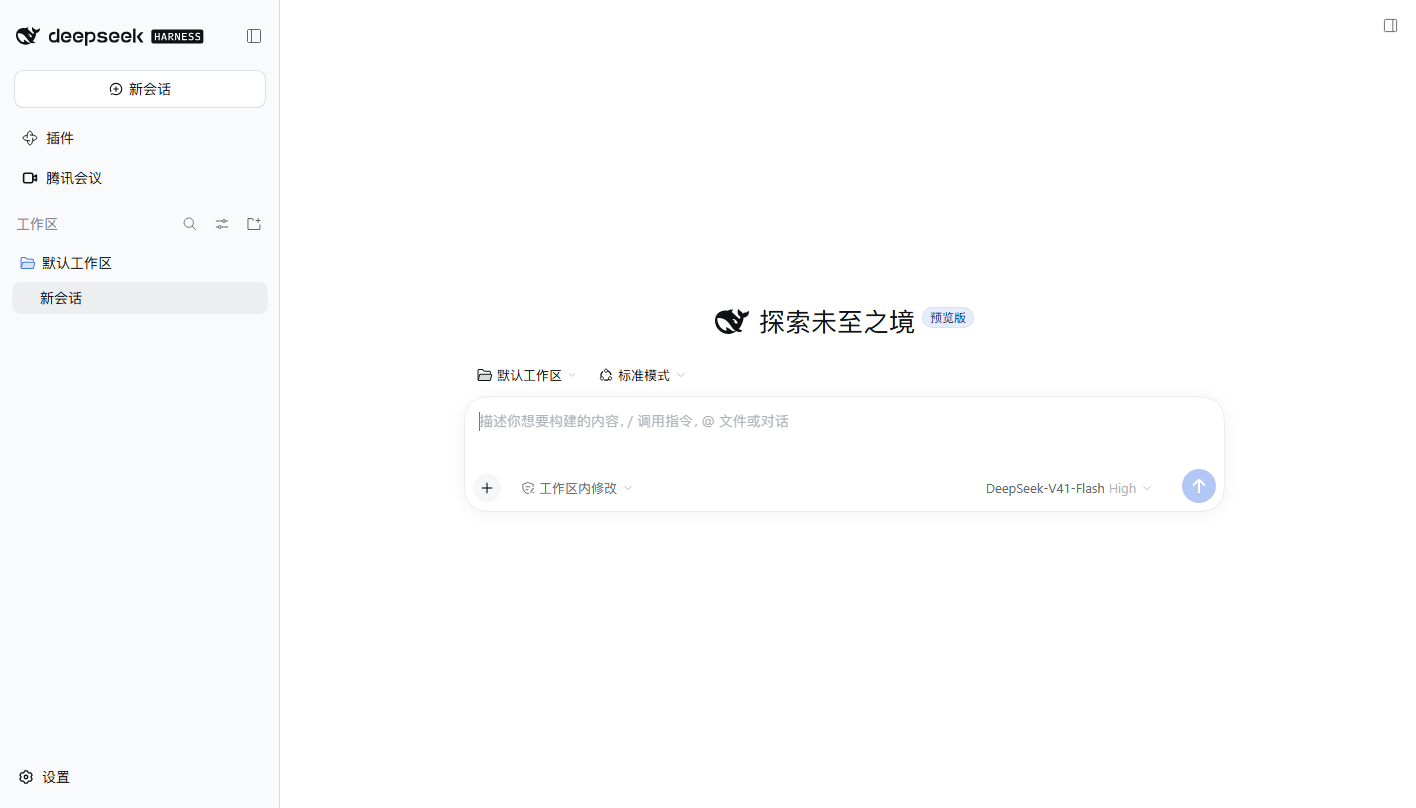 deepseek HARNESS
新会话
插件
腾讯会议
工作区
默认工作区
新会话
设置
探索未至之境 预览版
默认工作区 标准模式
描述你想要构建的内容, / 调用指令, @ 文件或对话
工作区内修改 DeepSeek-V41-Flash High